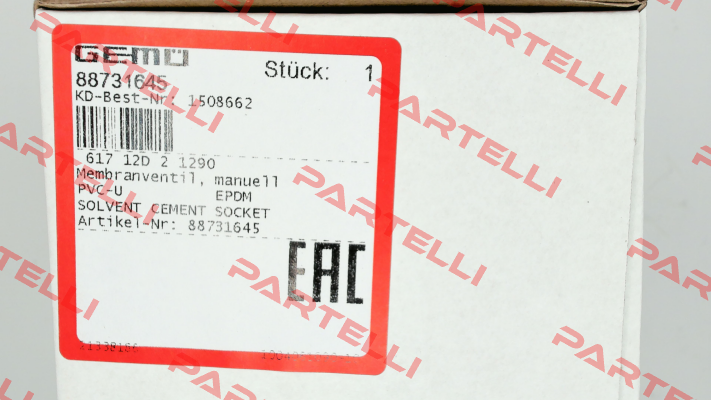 GEMÜ
Stück: 1
88731645
KD-Best-Nr: 1508662
617 12D 2 1290
Membranventil, manuell
PVC-U EPDM
SOLVENT CEMENT SOCKET
Artikel-Nr: 88731645
EAC
PARTELLI
PARTELLI
PARTELLI
PARTELLI
PARTELLI
PARTELLI
PARTELLI
PARTELLI